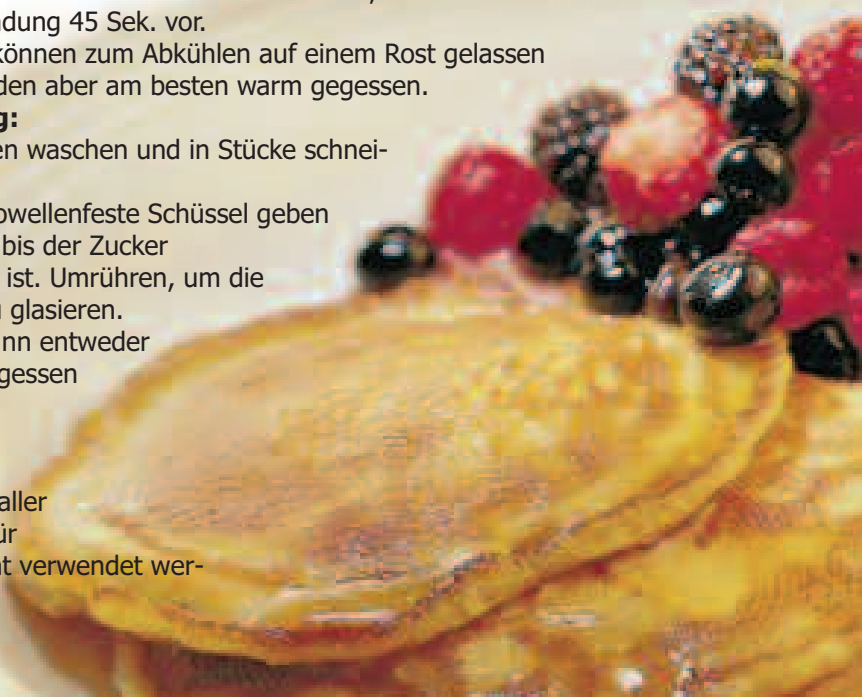 dung 45 Sek. vor.
können zum Abkühlen auf einem Rost gelassen
den aber am besten warm gegessen.
g:
en waschen und in Stücke schnei-
owellenfeste Schüssel geben
bis der Zucker
ist. Umrühren, um die
glasieren.
nn entweder
gessen
aller
ür
t verwendet wer-